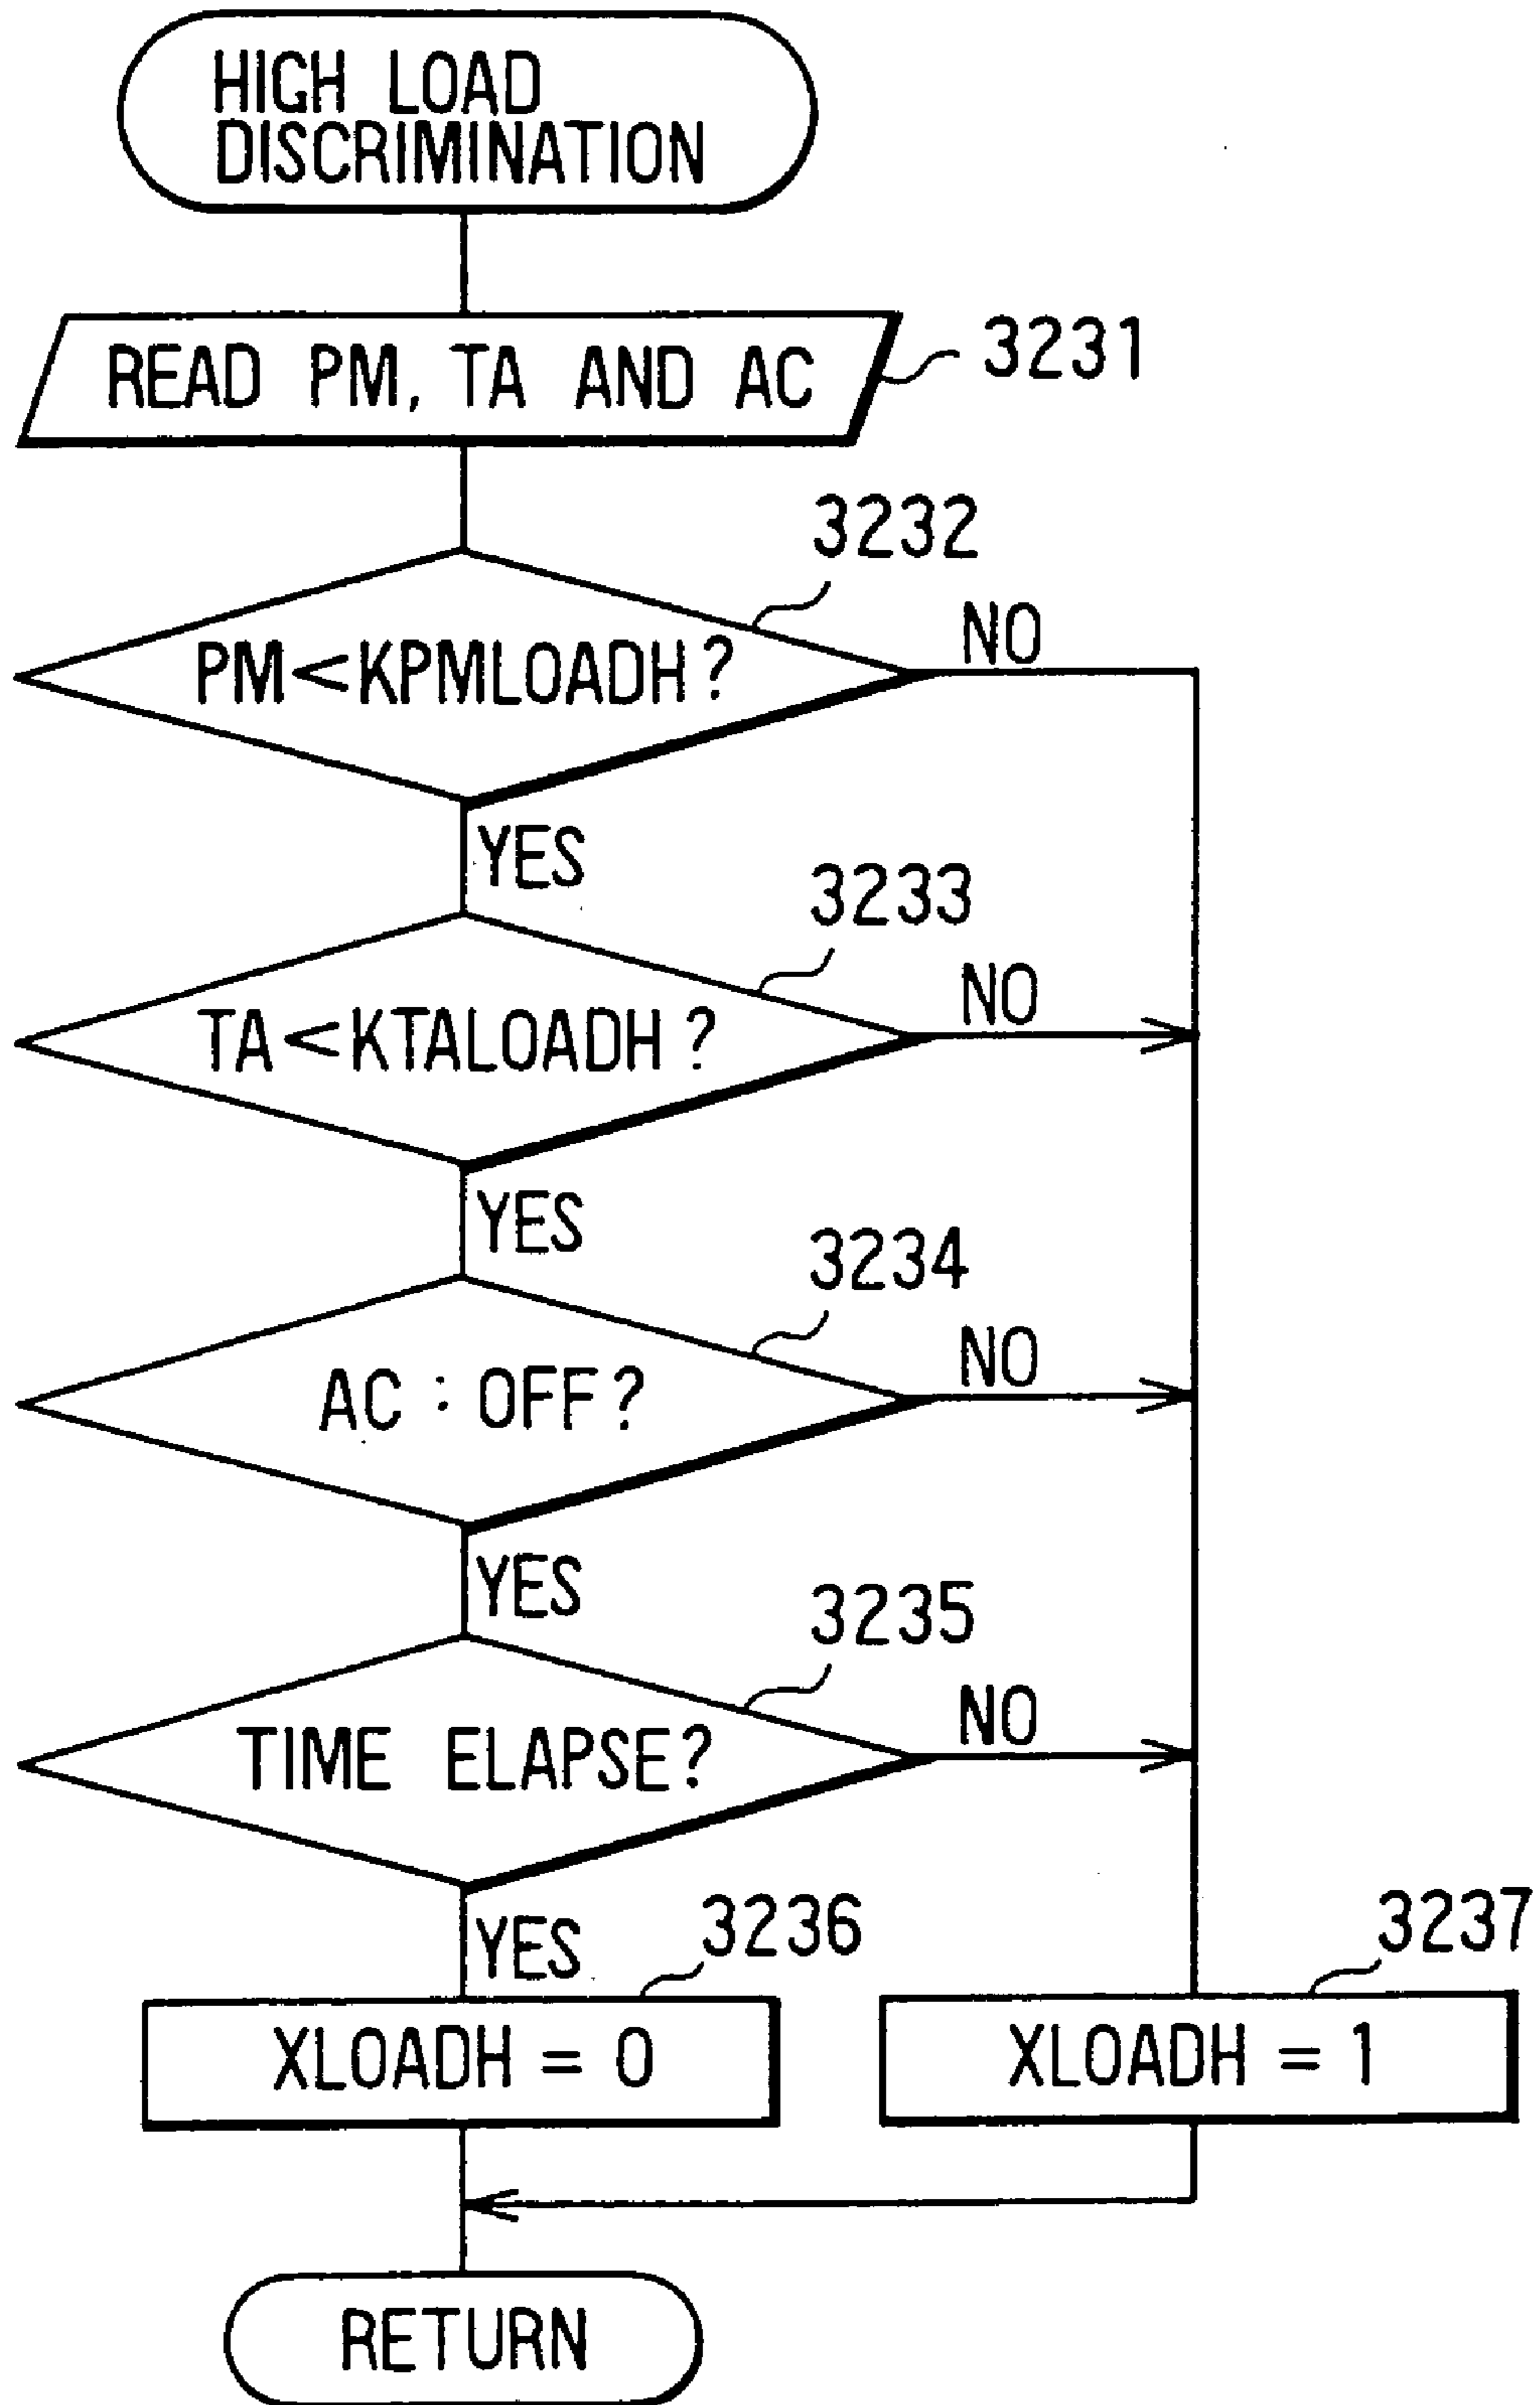 HIGH LOAD
DISCRIMINATION
READ PM, TA AND AC
3231
3232
PM<KPMLOADH?
NO
YES
3233
TA<KTALOADH?
NO
YES
3234
AC : OFF?
NO
YES
3235
TIME ELAPSE?
NO
YES
3236
3237
XLOADH = 0
XLOADH = 1
RETURN